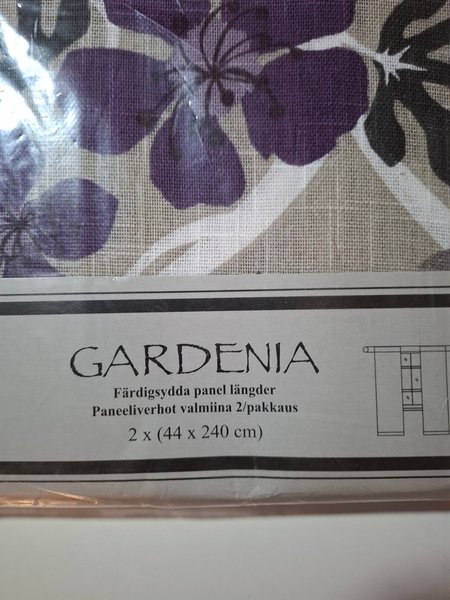 GARDENIA
Färdigsydda panel längder
Paneeliverhot valmiina 2/pakkaus
2 x (44 x 240 cm)